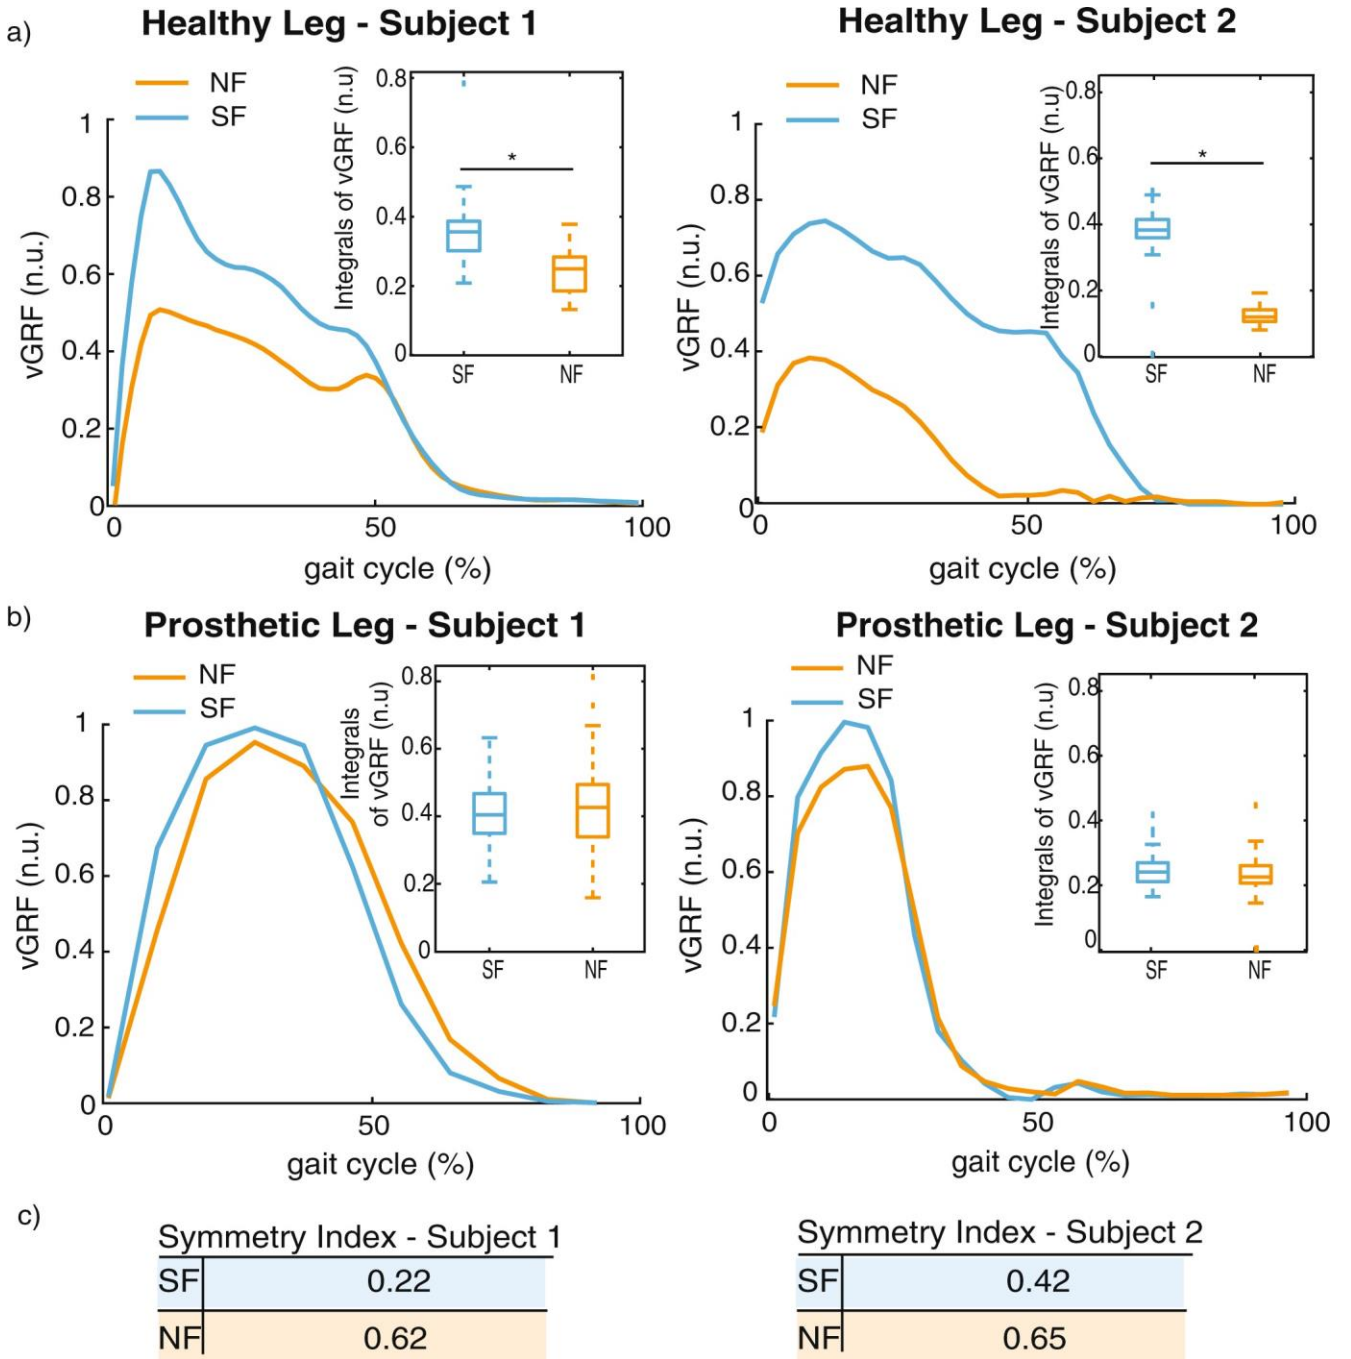 a)
Healthy Leg - Subject 1
NF
SF
vGRF (n.u.)
1
0.8
0.6
0.4
0.2
0
0
50
100
gait cycle (%)
Integrals of vGRF (n.u)
0.8
0.6
0.4
0.2
0
*
SF
NF
Healthy Leg - Subject 2
NF
SF
vGRF (n.u.)
1
0.8
0.6
0.4
0.2
0
0
50
100
gait cycle (%)
Integrals of vGRF (n.u)
0.8
0.6
0.4
0.2
0
*
SF
NF
b)
Prosthetic Leg - Subject 1
NF
SF
vGRF (n.u.)
1
0.8
0.6
0.4
0.2
0
0
50
100
gait cycle (%)
Integrals
of vGRF (n.u)
0.8
0.6
0.4
0.2
0
SF
NF
Prosthetic Leg - Subject 2
NF
SF
vGRF (n.u.)
1
0.8
0.6
0.4
0.2
0
0
50
100
gait cycle (%)
Integrals of vGRF (n.u)
0.8
0.6
0.4
0.2
0
SF
NF
c)
Symmetry Index - Subject 1
SF 0.22
NF 0.62
Symmetry Index - Subject 2
SF 0.42
NF 0.65